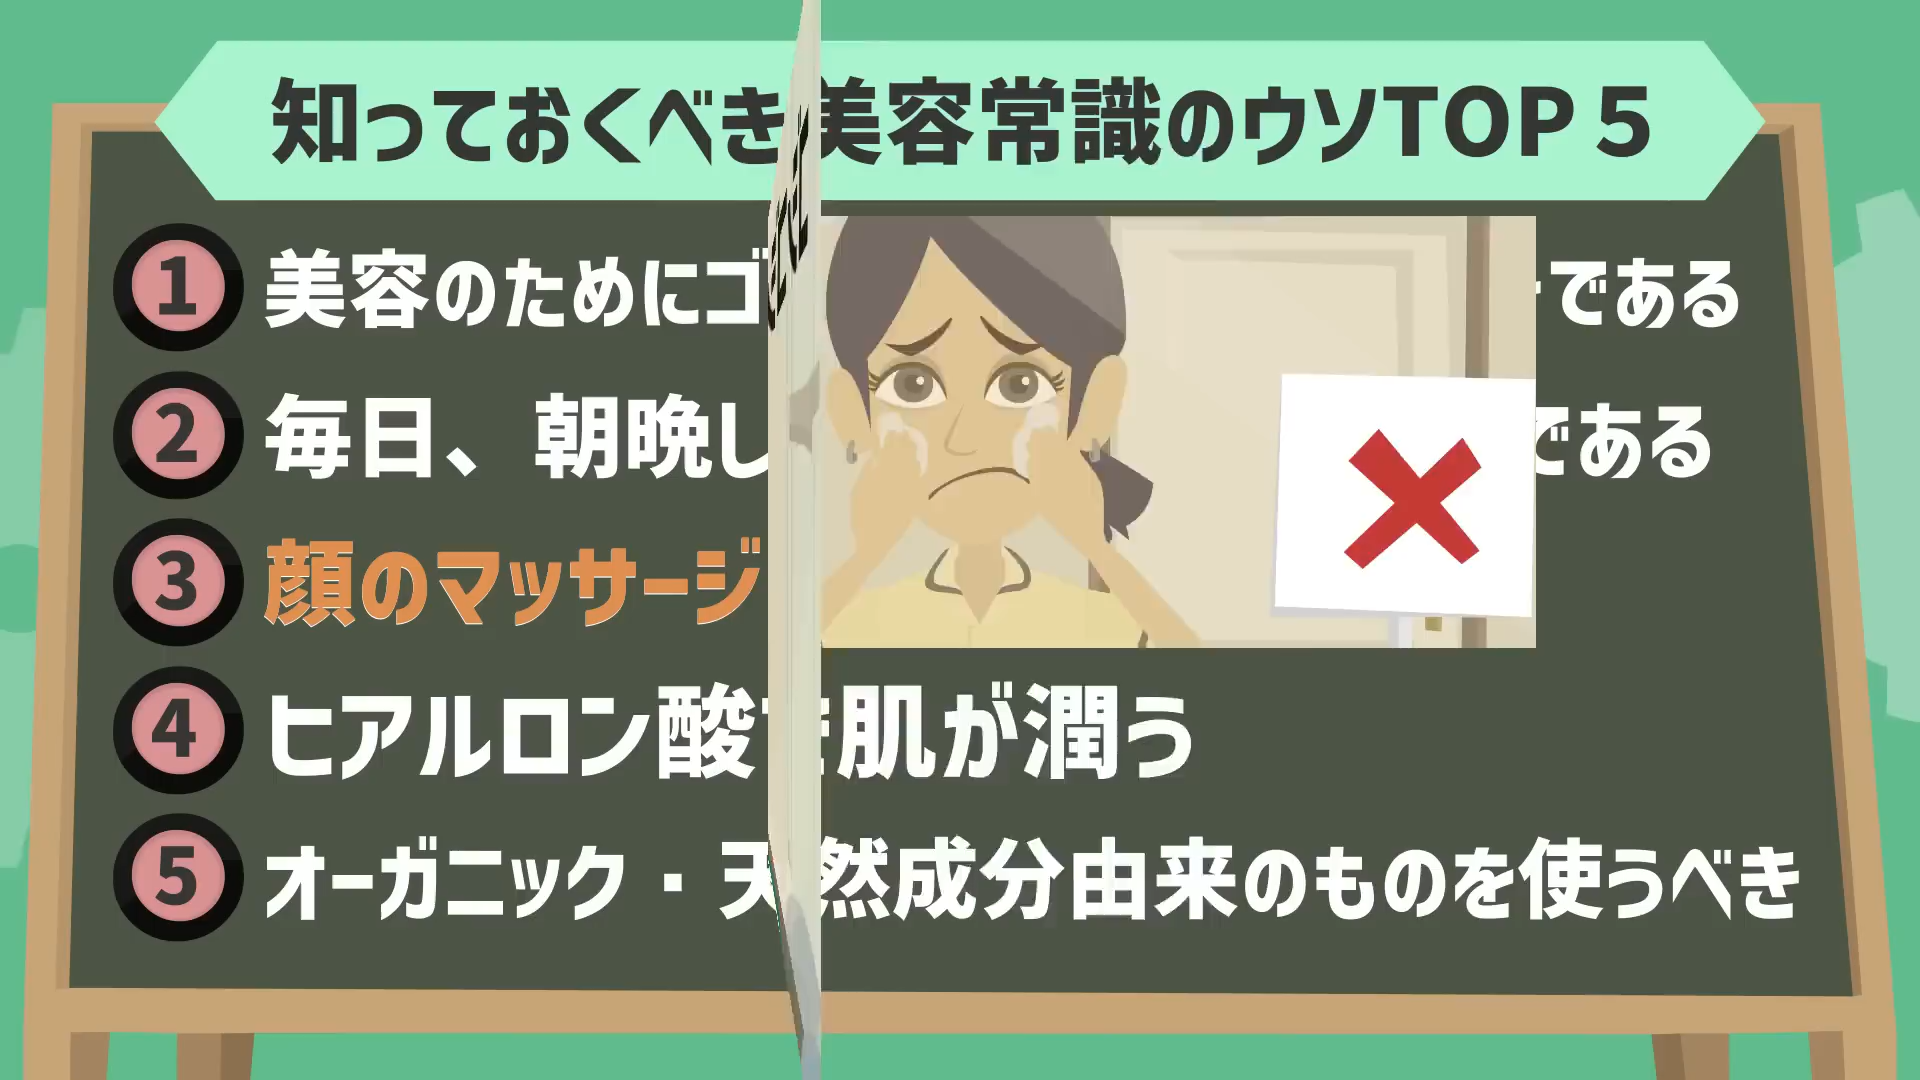 知っておくべき美容常識のウソTOP5
1 美容のためにゴ である
2 毎日、朝晩し である
3 顔のマッサージ
4 ヒアルロン酸で肌が潤う
5 オーガニック・天然成分由来のものを使うべき